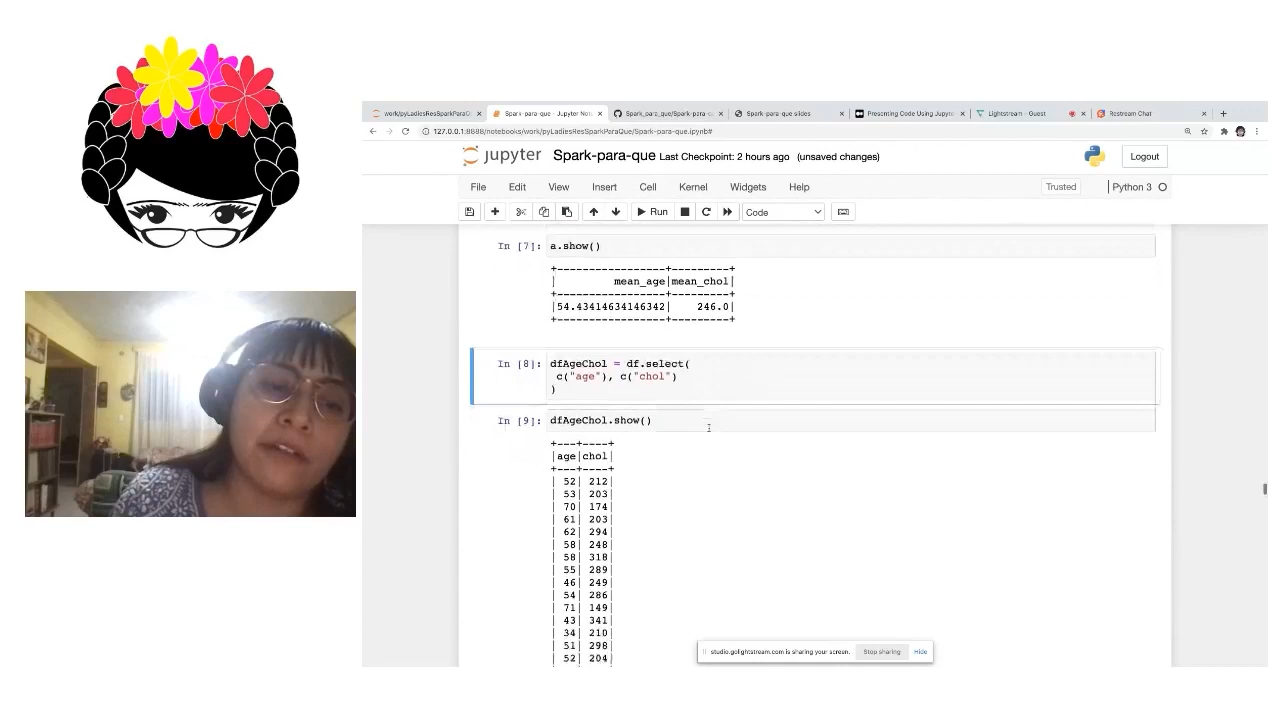 work/pyLadiesResSparkParaQ
Spark-para-que - Jupyter Not
Spark_para_que/Spark-para-q
Spark-para-que slides
Presenting Code Using Jupyte
Lightstream - Guest
Restream Chat
127.0.0.1:8888/notebooks/work/pyLadiesResSparkParaQue/Spark-para-que.ipynb#
jupyter Spark-para-que Last Checkpoint: 2 hours ago (unsaved changes)
Logout
File Edit View Insert Cell Kernel Widgets Help
Trusted
Python 3
Run
Code
In [7]: a.show()
+-----------------+---------+
| mean_age|mean_chol|
+-----------------+---------+
|54.43414634146342| 246.0|
+-----------------+---------+
In [8]: dfAgeChol = df.select(
c("age"), c("chol")
)
In [9]: dfAgeChol.show()
+---+----+
|age|chol|
+---+----+
| 52| 212|
| 53| 203|
| 70| 174|
| 61| 203|
| 62| 294|
| 58| 248|
| 58| 318|
| 55| 289|
| 46| 249|
| 54| 286|
| 71| 149|
| 43| 341|
| 34| 210|
| 51| 298|
| 52| 204|
studio.golightstream.com is sharing your screen.
Stop sharing
Hide